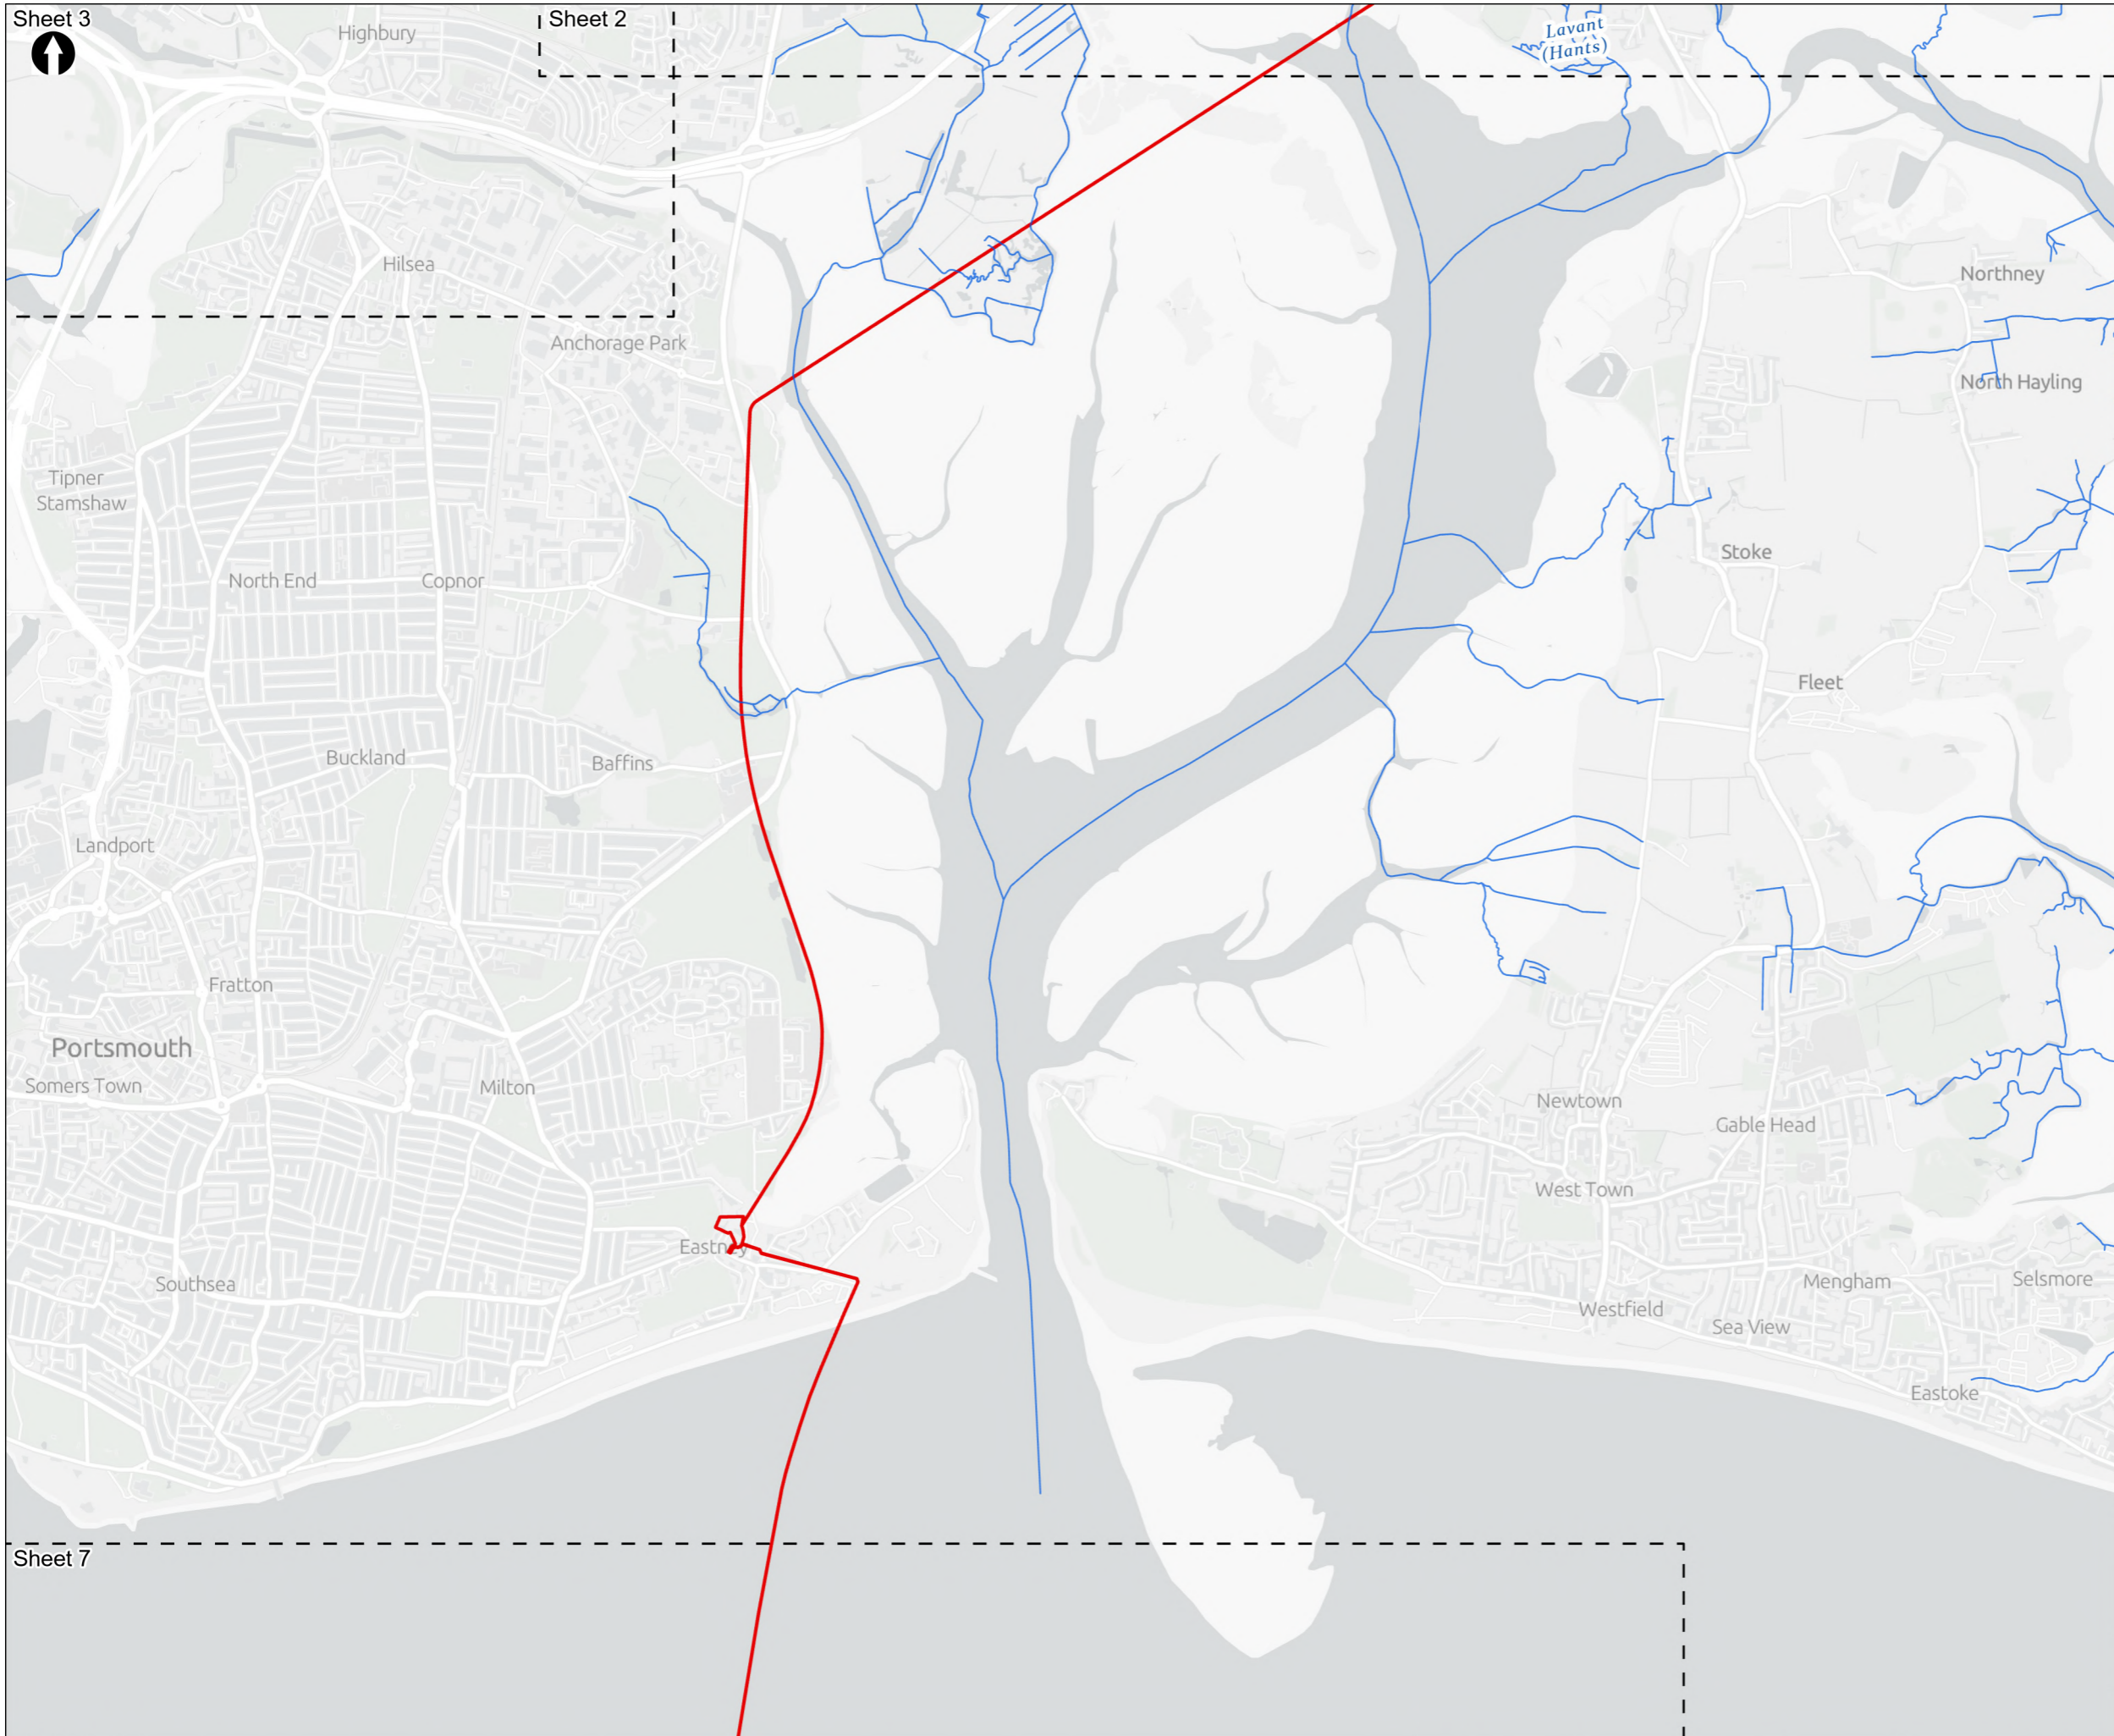 Sheet 3
Sheet 2
Highbury
Lavant
(Hants)
Hilsea
Northney
Anchorage Park
North Hayling
Tipner
Stamshaw
Stoke
North End
Copnor
Fleet
Buckland
Baffins
Landport
Fratton
Portsmouth
Somers Town
Milton
Newtown
Gable Head
West Town
Eastney
Southsea
Mengham
Selsmore
Westfield
Sea View
Eastoke
Sheet 7